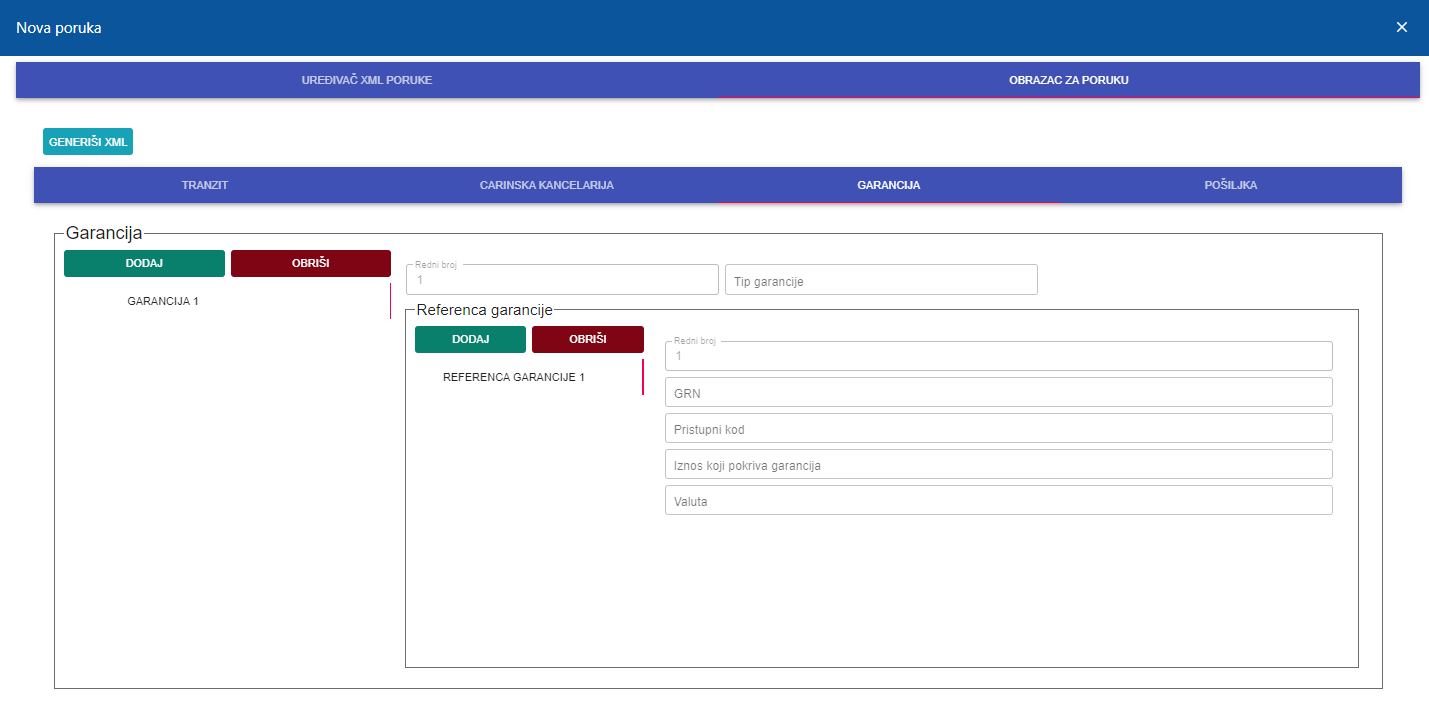 Nova poruka
UREĐIVAČ XML PORUKE
OBRAZAC ZA PORUKU
GENERIŠI XML
TRANZIT
CARINSKA KANCELARIJA
GARANCIJA
POŠILJKA
Garancija
DODAJ
OBRIŠI
GARANCIJA 1
Redni broj
1
Tip garancije
Referenca garancije
DODAJ
OBRIŠI
REFERENCA GARANCIJE 1
Redni broj
1
GRN
Pristupni kod
Iznos koji pokriva garancija
Valuta